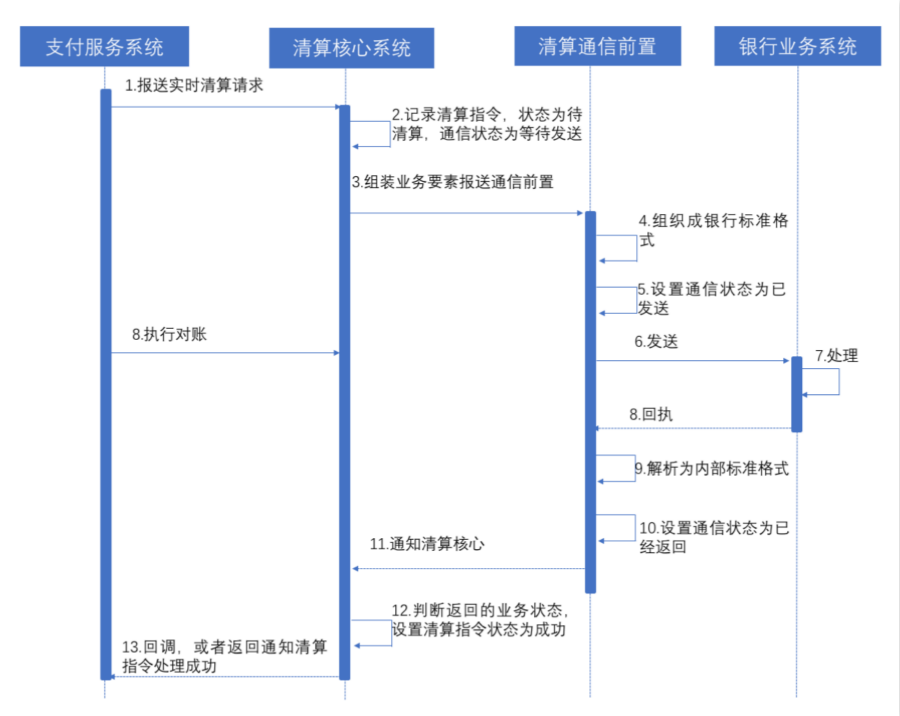 支付服务系统
清算核心系统
清算通信前置
银行业务系统
1.报送实时清算请求
2.记录清算指令，状态为待
清算，通信状态为等待发送
3.组装业务要素报送通信前置
4.组织成银行标准格
式
5.设置通信状态为已
发送
8.执行对账
6.发送
7.处理
8.回执
9.解析为内部标准格式
10.设置通信状态为已
经返回
11.通知清算核心
12.判断返回的业务状态，
设置清算指令状态为成功
13.回调，或者返回通知清算
指令处理成功